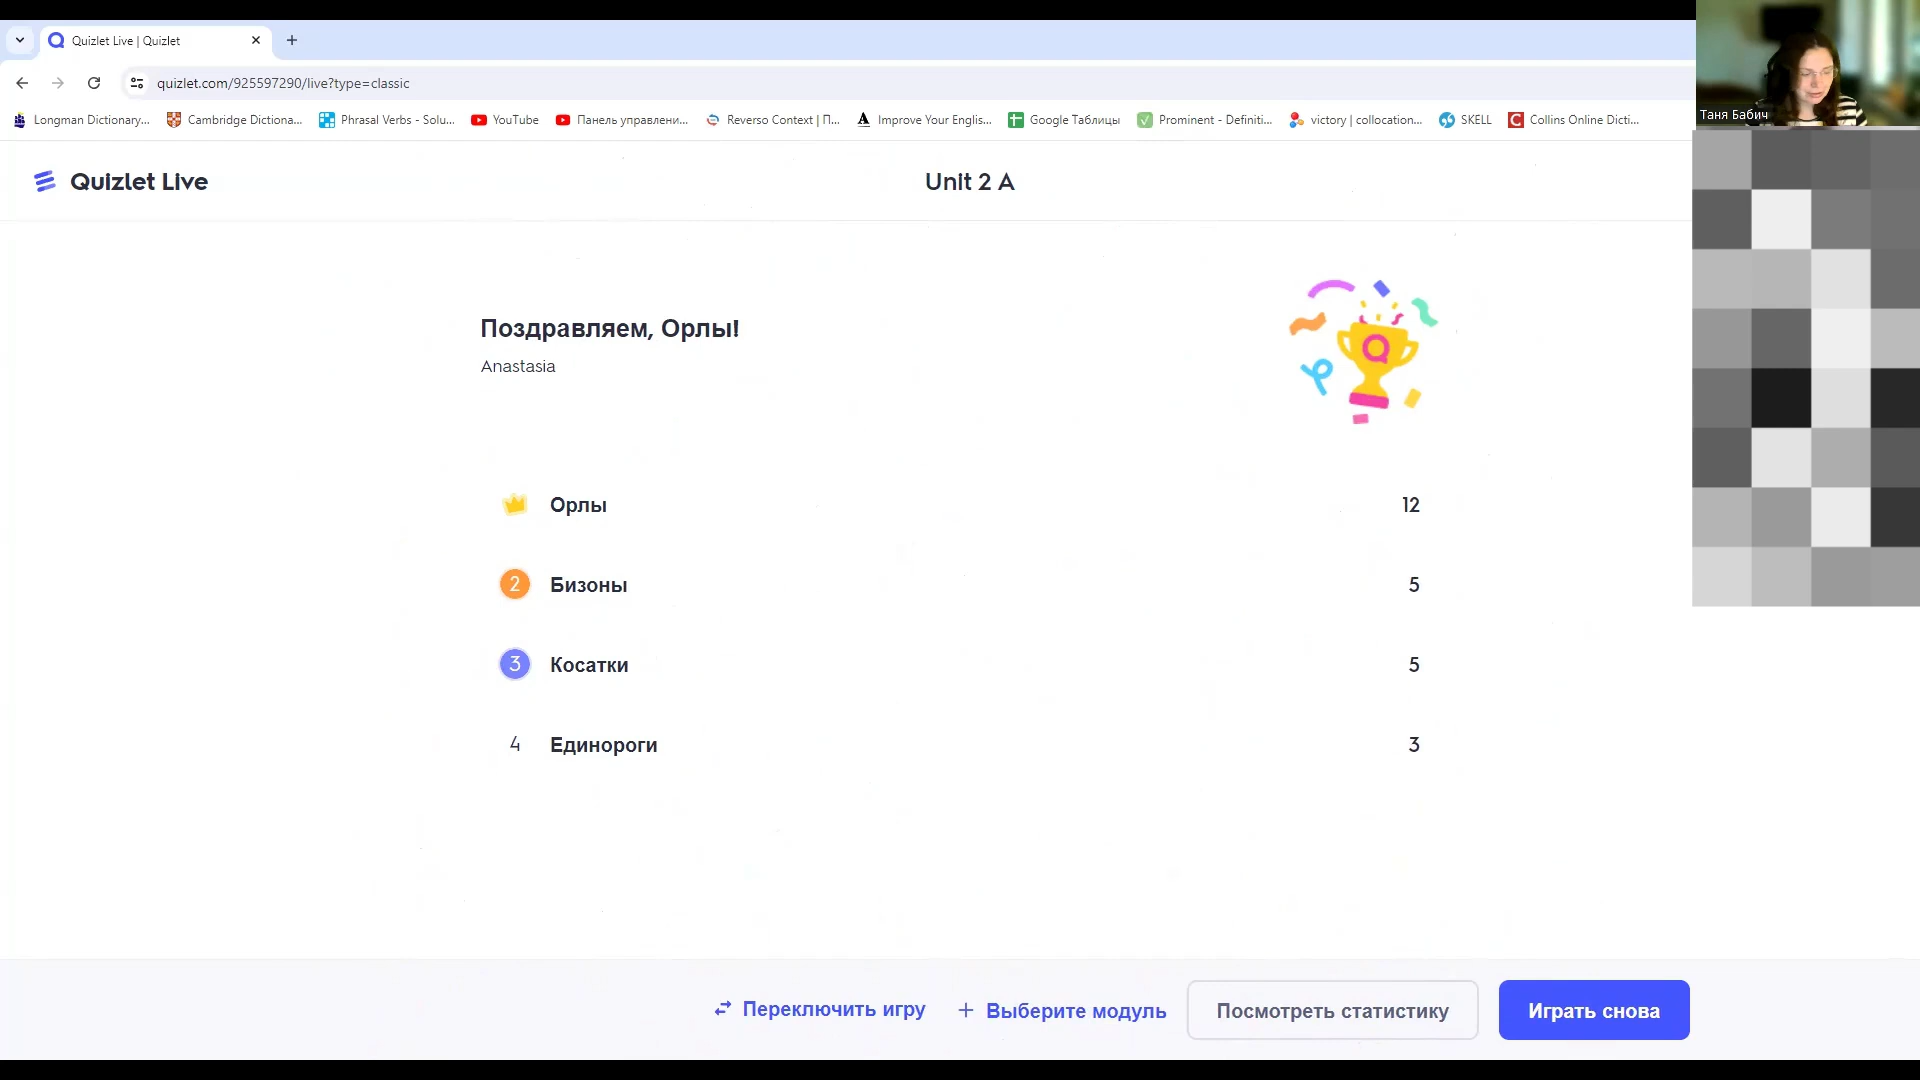 Quizlet Live | Quizlet
quizlet.com/925597290/live?type=classic
Longman Dictionary... Cambridge Dictiona... Phrasal Verbs - Solu... YouTube Панель управлени... Reverso Context | П... Improve Your Englis... Google Таблицы Prominent - Definiti... victory | collocation... SKELL Collins Online Dicti...
Таня Бабич
Quizlet Live
Unit 2 A
Поздравляем, Орлы!
Anastasia
Орлы 12
2 Бизоны 5
3 Косатки 5
4 Единороги 3
Переключить игру
+ Выберите модуль
Посмотреть статистику
Играть снова